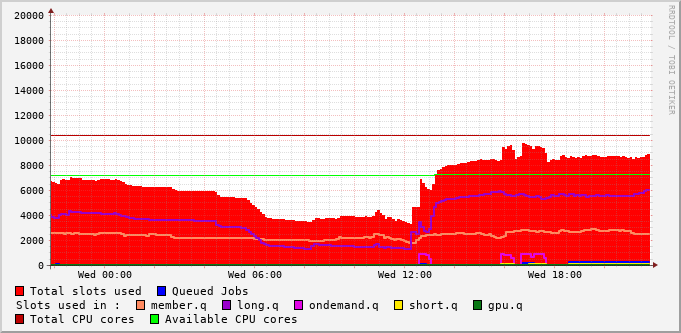 20000
18000
16000
14000
12000
10000
8000
6000
4000
2000
0
Wed 00:00 Wed 06:00 Wed 12:00 Wed 18:00
RRDTOOL / TOBI OETIKER
Total slots used Queued Jobs
Slots used in : member.q long.q ondemand.q short.q gpu.q
Total CPU cores Available CPU cores